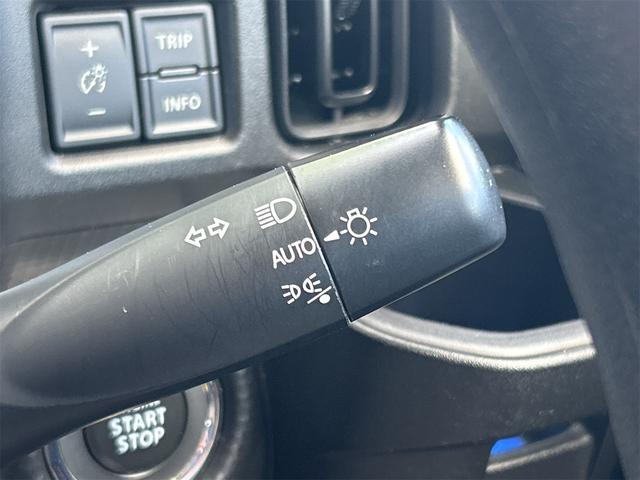 +
TRIP
-
INFO
AUTO
START
STOP